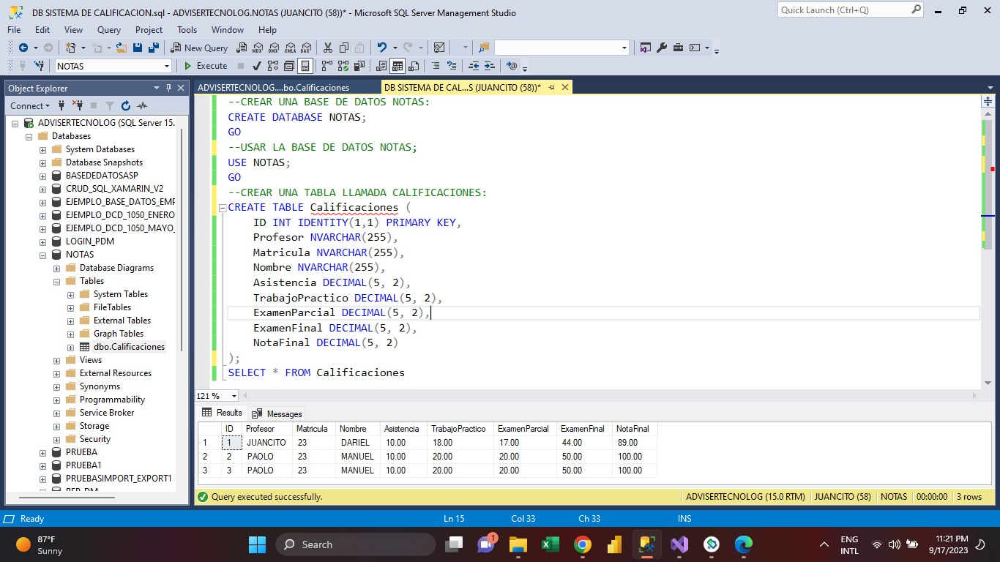 DB SISTEMA DE CALIFICACION.sql - ADVISERTECNOLOG.NOTAS (JUANCITO (58))* - Microsoft SQL Server Management Studio
Quick Launch (Ctrl+Q)
File Edit View Query Project Tools Window Help
New Query MDX DMX XMLA DAX
NOTAS Execute
Object Explorer
Connect
ADVISERTECNOLOG (SQL Server 15.
Databases
System Databases
Database Snapshots
BASEDEDATOSASP
CRUD_SQL_XAMARIN_V2
EJEMPLO_BASE_DATOS_EMF
EJEMPLO_DCD_1050_ENERO
EJEMPLO_DCD_1050_MAYO_
LOGIN_PDM
NOTAS
Database Diagrams
Tables
System Tables
FileTables
External Tables
Graph Tables
dbo.Calificaciones
Views
External Resources
Synonyms
Programmability
Service Broker
Storage
Security
PRUEBA
PRUEBA1
PRUEBASIMPORT_EXPORT1
ADVISERTECNOLOG....bo.Calificaciones
DB SISTEMA DE CAL...S (JUANCITO (58))*
--CREAR UNA BASE DE DATOS NOTAS:
CREATE DATABASE NOTAS;
GO
--USAR LA BASE DE DATOS NOTAS;
USE NOTAS;
GO
--CREAR UNA TABLA LLAMADA CALIFICACIONES:
CREATE TABLE Calificaciones (
ID INT IDENTITY(1,1) PRIMARY KEY,
Profesor NVARCHAR(255),
Matricula NVARCHAR(255),
Nombre NVARCHAR(255),
Asistencia DECIMAL(5, 2),
TrabajoPractico DECIMAL(5, 2),
ExamenParcial DECIMAL(5, 2),
ExamenFinal DECIMAL(5, 2),
NotaFinal DECIMAL(5, 2)
);
SELECT * FROM Calificaciones
121 %
Results Messages
ID Profesor Matricula Nombre Asistencia TrabajoPractico ExamenParcial ExamenFinal NotaFinal
1 1 JUANCITO 23 DARIEL 10.00 18.00 17.00 44.00 89.00
2 2 PAOLO 23 MANUEL 10.00 20.00 20.00 50.00 100.00
3 3 PAOLO 23 MANUEL 10.00 20.00 20.00 50.00 100.00
Query executed successfully. ADVISERTECNOLOG (15.0 RTM) JUANCITO (58) NOTAS 00:00:00 3 rows
Ready Ln 15 Col 33 Ch 33 INS
87°F
Sunny
Search
1
ENG
INTL
11:21 PM
9/17/2023